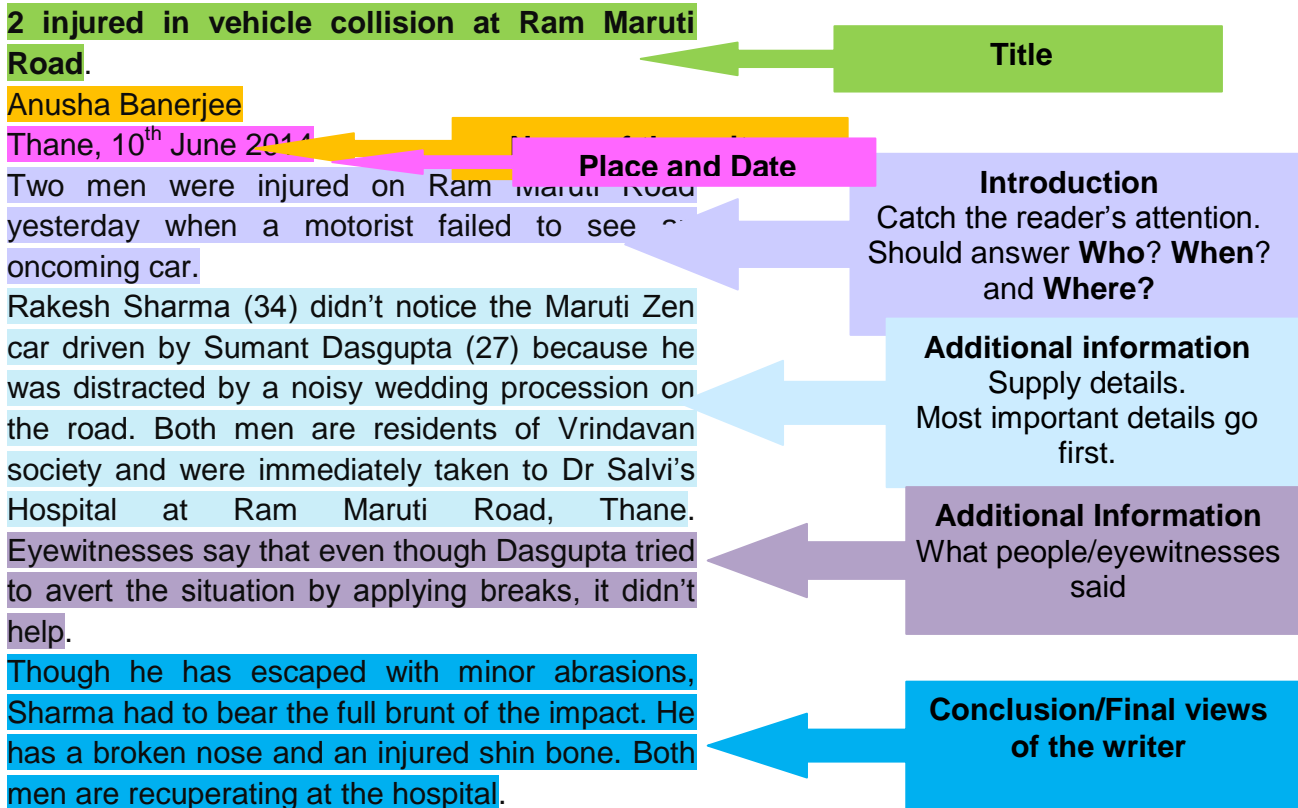 2 injured in vehicle collision at Ram Maruti
Road.
Anusha Banerjee
Thane, 10th June 2014
Two men were injured on Ram Maruti Road
yesterday when a motorist failed to see
oncoming car.
Rakesh Sharma (34) didn't notice the Maruti Zen
car driven by Sumant Dasgupta (27) because he
was distracted by a noisy wedding procession on
the road. Both men are residents of Vrindavan
society and were immediately taken to Dr Salvi's
Hospital at Ram Maruti Road, Thane.
Eyewitnesses say that even though Dasgupta tried
to avert the situation by applying breaks, it didn't
help.
Though he has escaped with minor abrasions,
Sharma had to bear the full brunt of the impact. He
has a broken nose and an injured shin bone. Both
men are recuperating at the hospital.
Title
Place and Date
Introduction
Catch the reader's attention.
Should answer Who? When?
and Where?
Additional information
Supply details.
Most important details go
first.
Additional Information
What people/eyewitnesses
said
Conclusion/Final views
of the writer